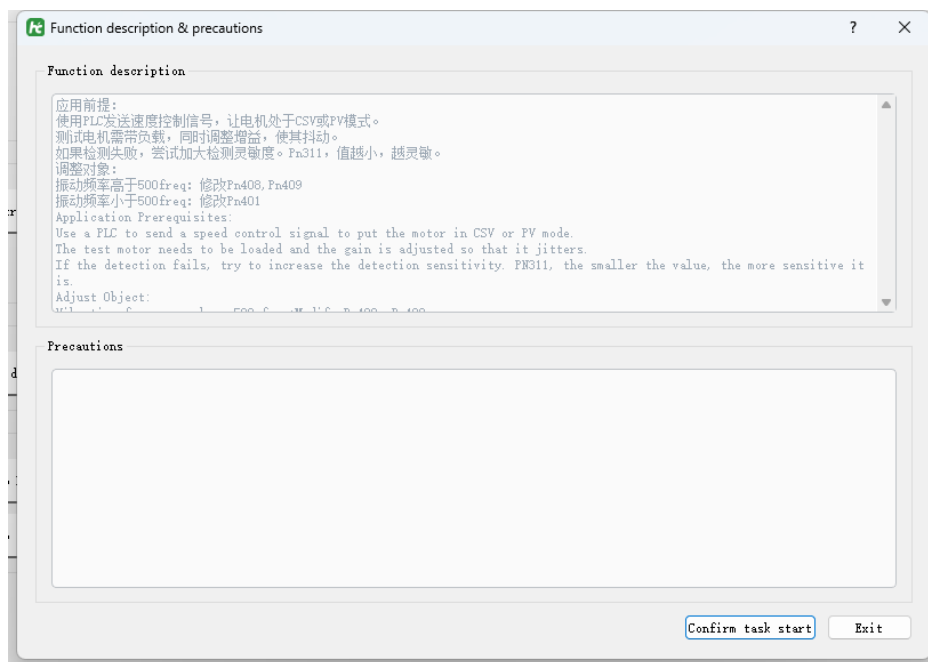 Function description & precautions
Function description
应用前提:
使用PLC发送速度控制信号，让电机处于CSV或PV模式。
测试电机需带负载，同时调整增益，使其抖动。
如果检测失败，尝试加大检测灵敏度。Pn311，值越小，越灵敏。
调整对象:
振动频率高于500freq: 修改Pn408,Pn409
振动频率小于500freq: 修改Pn401
Application Prerequisites:
Use a PLC to send a speed control signal to put the motor in CSV or PV mode.
The test motor needs to be loaded and the gain is adjusted so that it jitters.
If the detection fails, try to increase the detection sensitivity. PN311, the smaller the value, the more sensitive it
is.
Adjust Object:
Precautions
Confirm task start
Exit